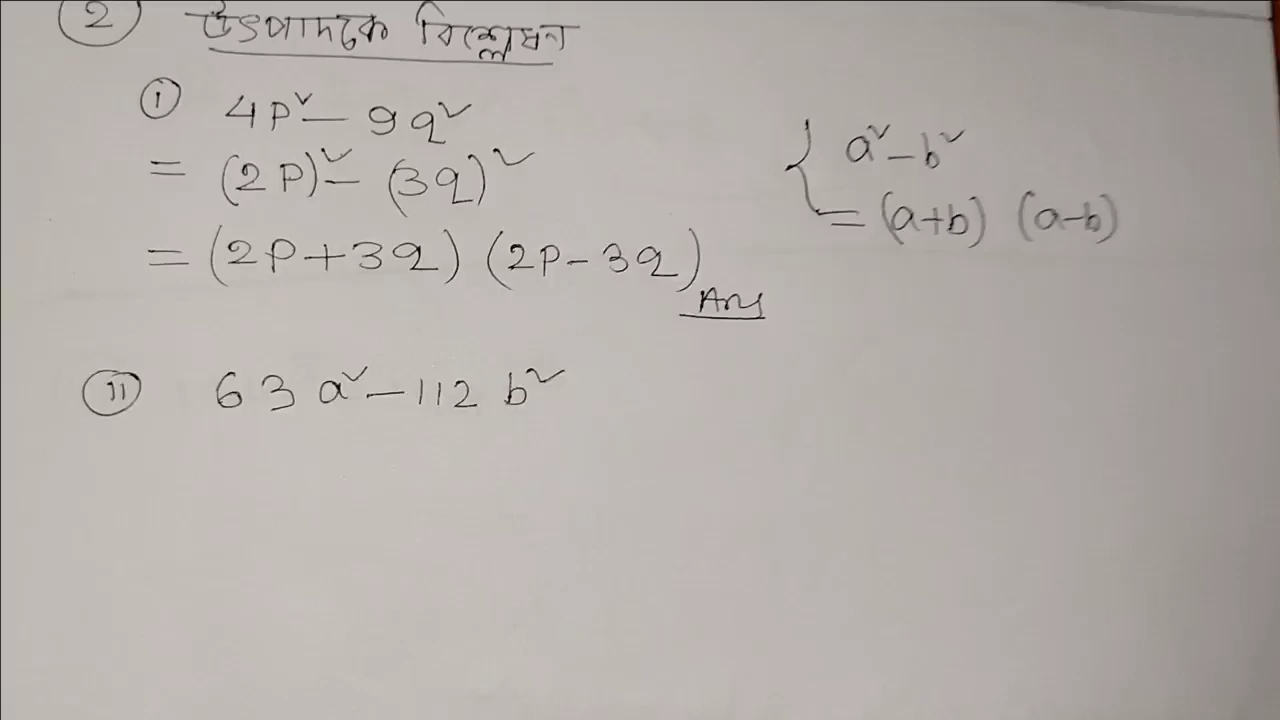 2 উৎপাদকে বিশ্লেষণ
i 4p² - 9q²
= (2p)² - (3q)²
= (2p+3q) (2p-3q)
Ans
{ a² - b²
= (a+b) (a-b)
ii 63a² - 112b²